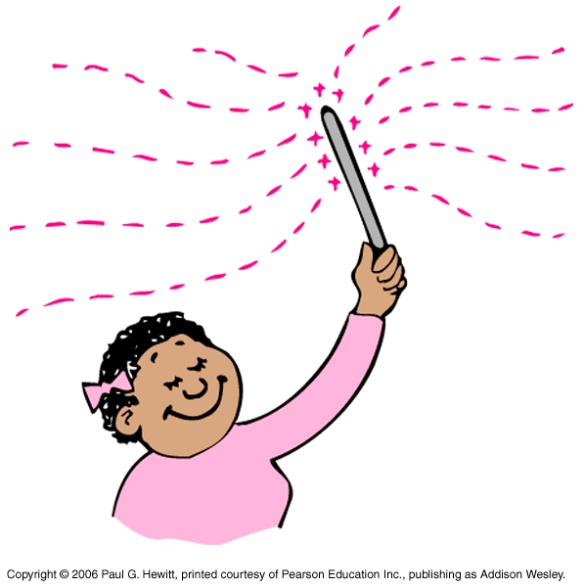 Copyright © 2006 Paul G. Hewitt, printed courtesy of Pearson Education Inc., publishing as Addison Wesley.